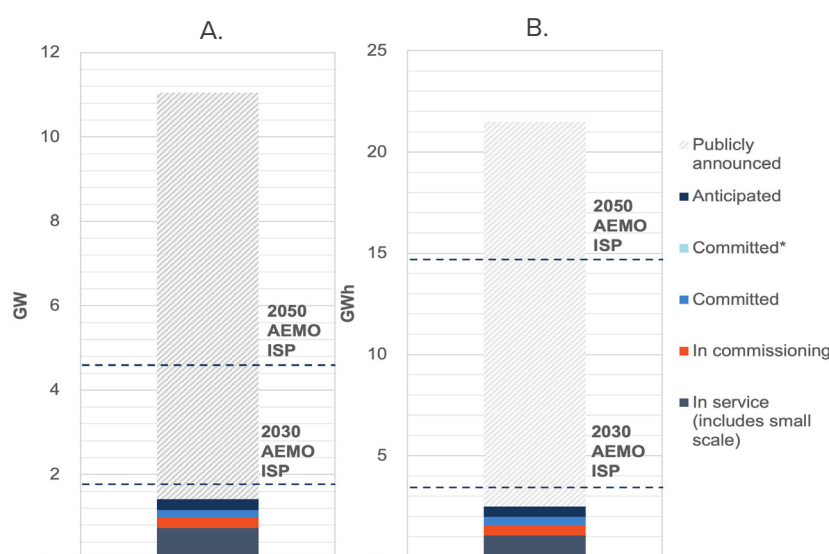 A.
12
10
8
6
4
2
GW
2050
AEMO
ISP
2030
AEMO
ISP
B.
25
20
15
10
5
GWh
2050
AEMO
ISP
2030
AEMO
ISP
Publicly
announced
Anticipated
Committed*
Committed
In commissioning
In service
(includes small
scale)